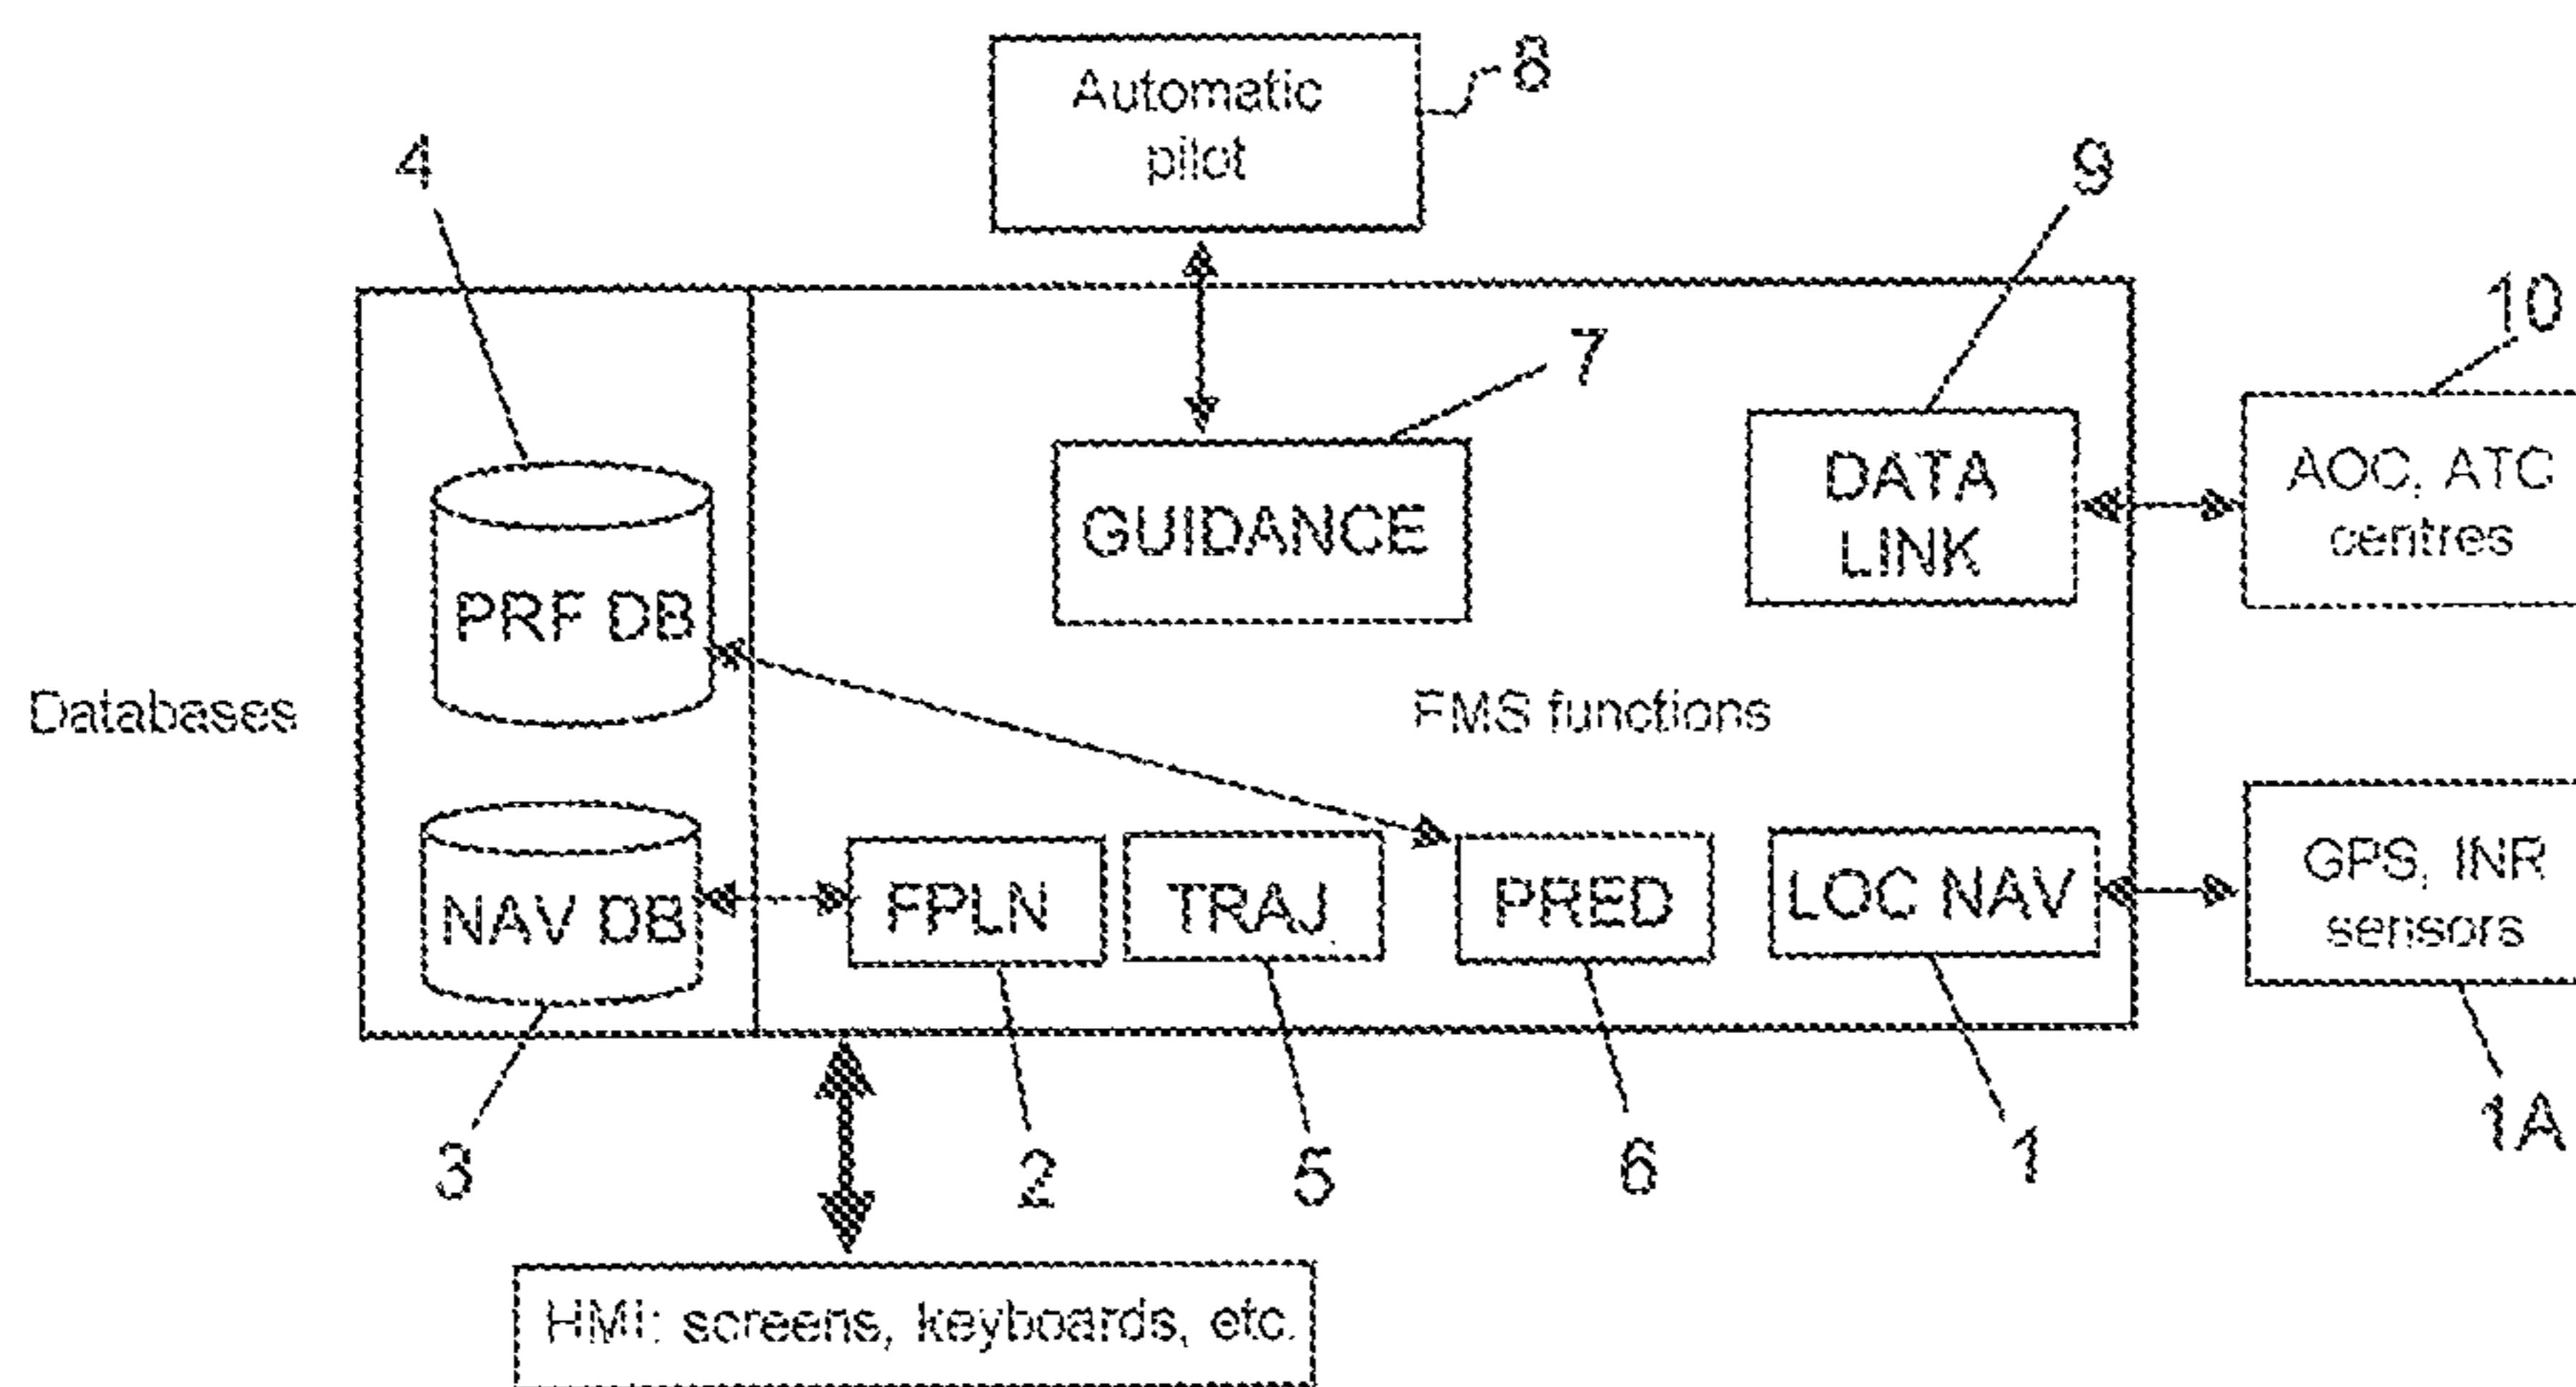 Automatic
pilot
8
4
9
10
7
DATA
LINK
AOC, ATC
centres
GUIDANCE
PRF DB
Databases
FMS functions
NAV DB
FPLN
TRAJ
PRED
LOC NAV
GPS, INR
sensors
3
2
5
6
1
1A
HMI: screens, keyboards, etc.